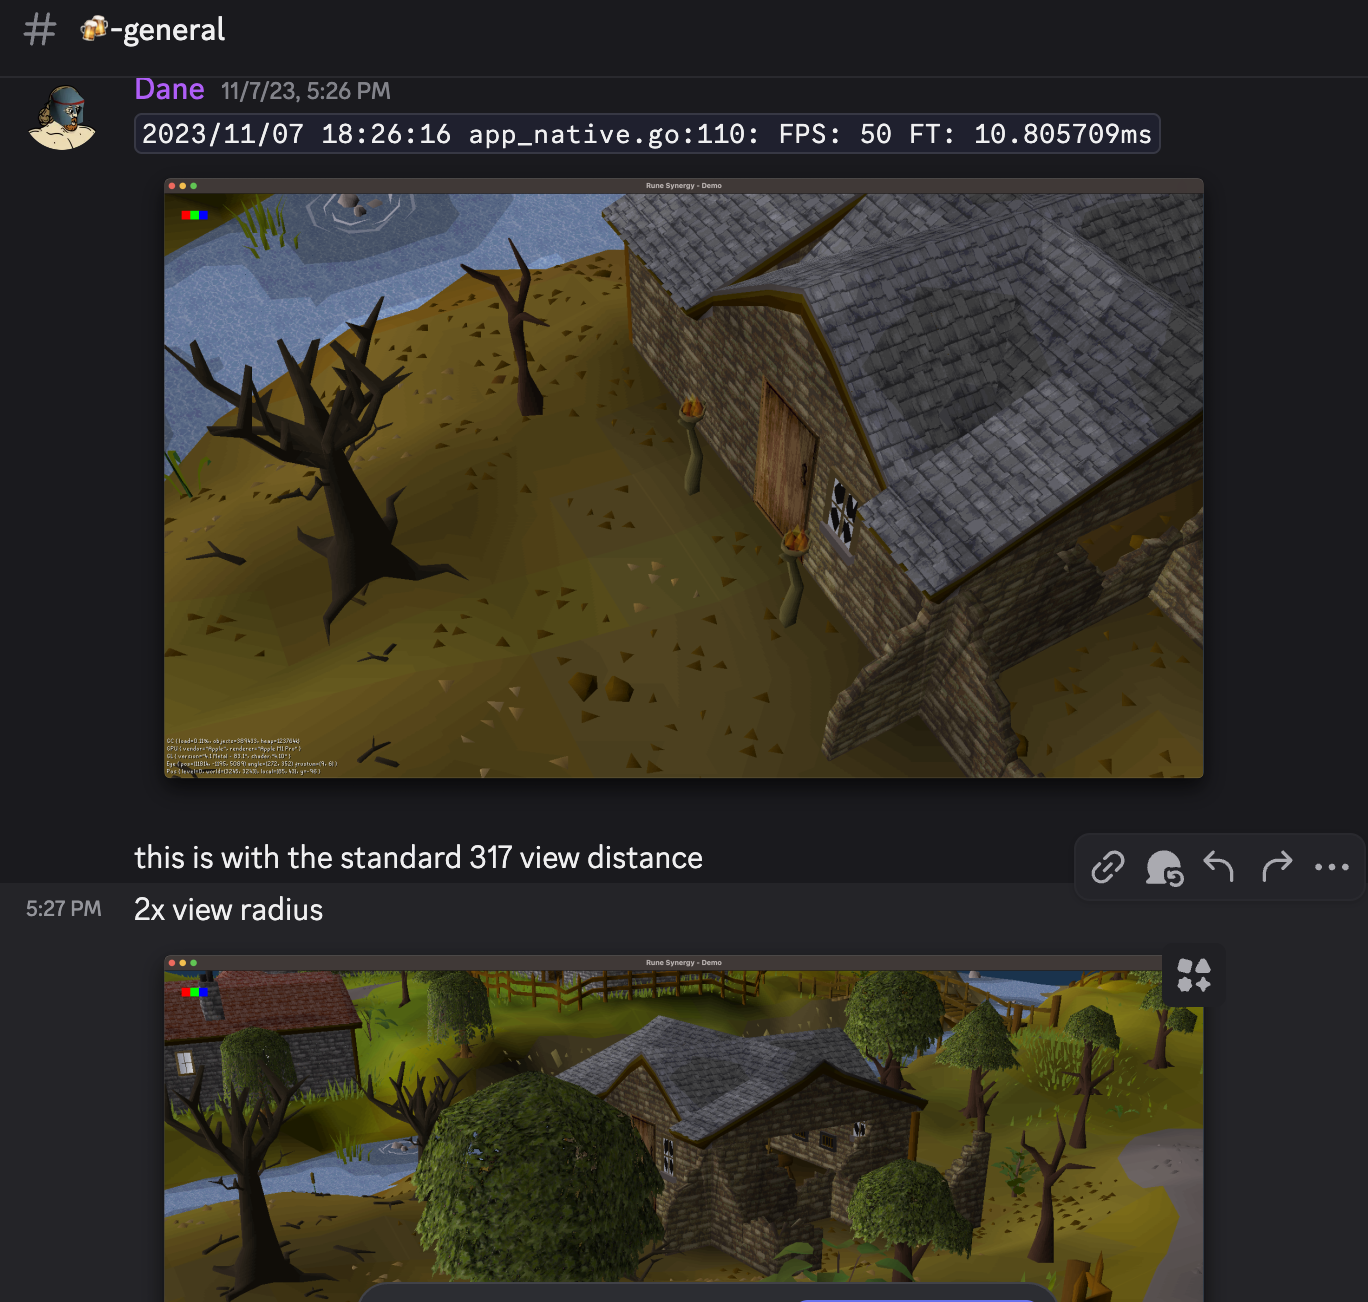 🍻-general
Dane 11/7/23, 5:26 PM
2023/11/07 18:26:16 app_native.go:110: FPS: 50 FT: 10.805709ms
Rune Synergy - Demo
this is with the standard 317 view distance
5:27 PM 2x view radius
Rune Synergy - Demo